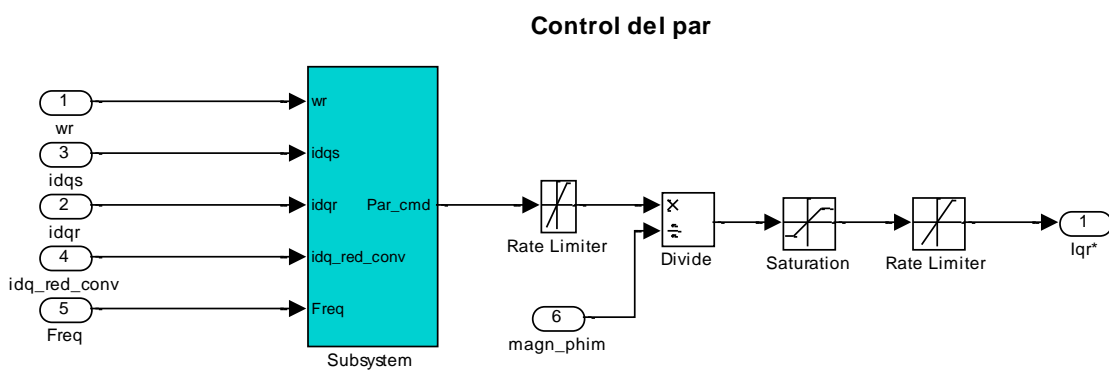 Control del par
1
wr
wr
3
idqs
idqs
2
idqr
idqr
Par_cmd
4
idq_red_conv
idq_red_conv
5
Freq
Freq
Subsystem
Rate Limiter
Divide
6
magn_phim
Saturation
Rate Limiter
1
Iqr*